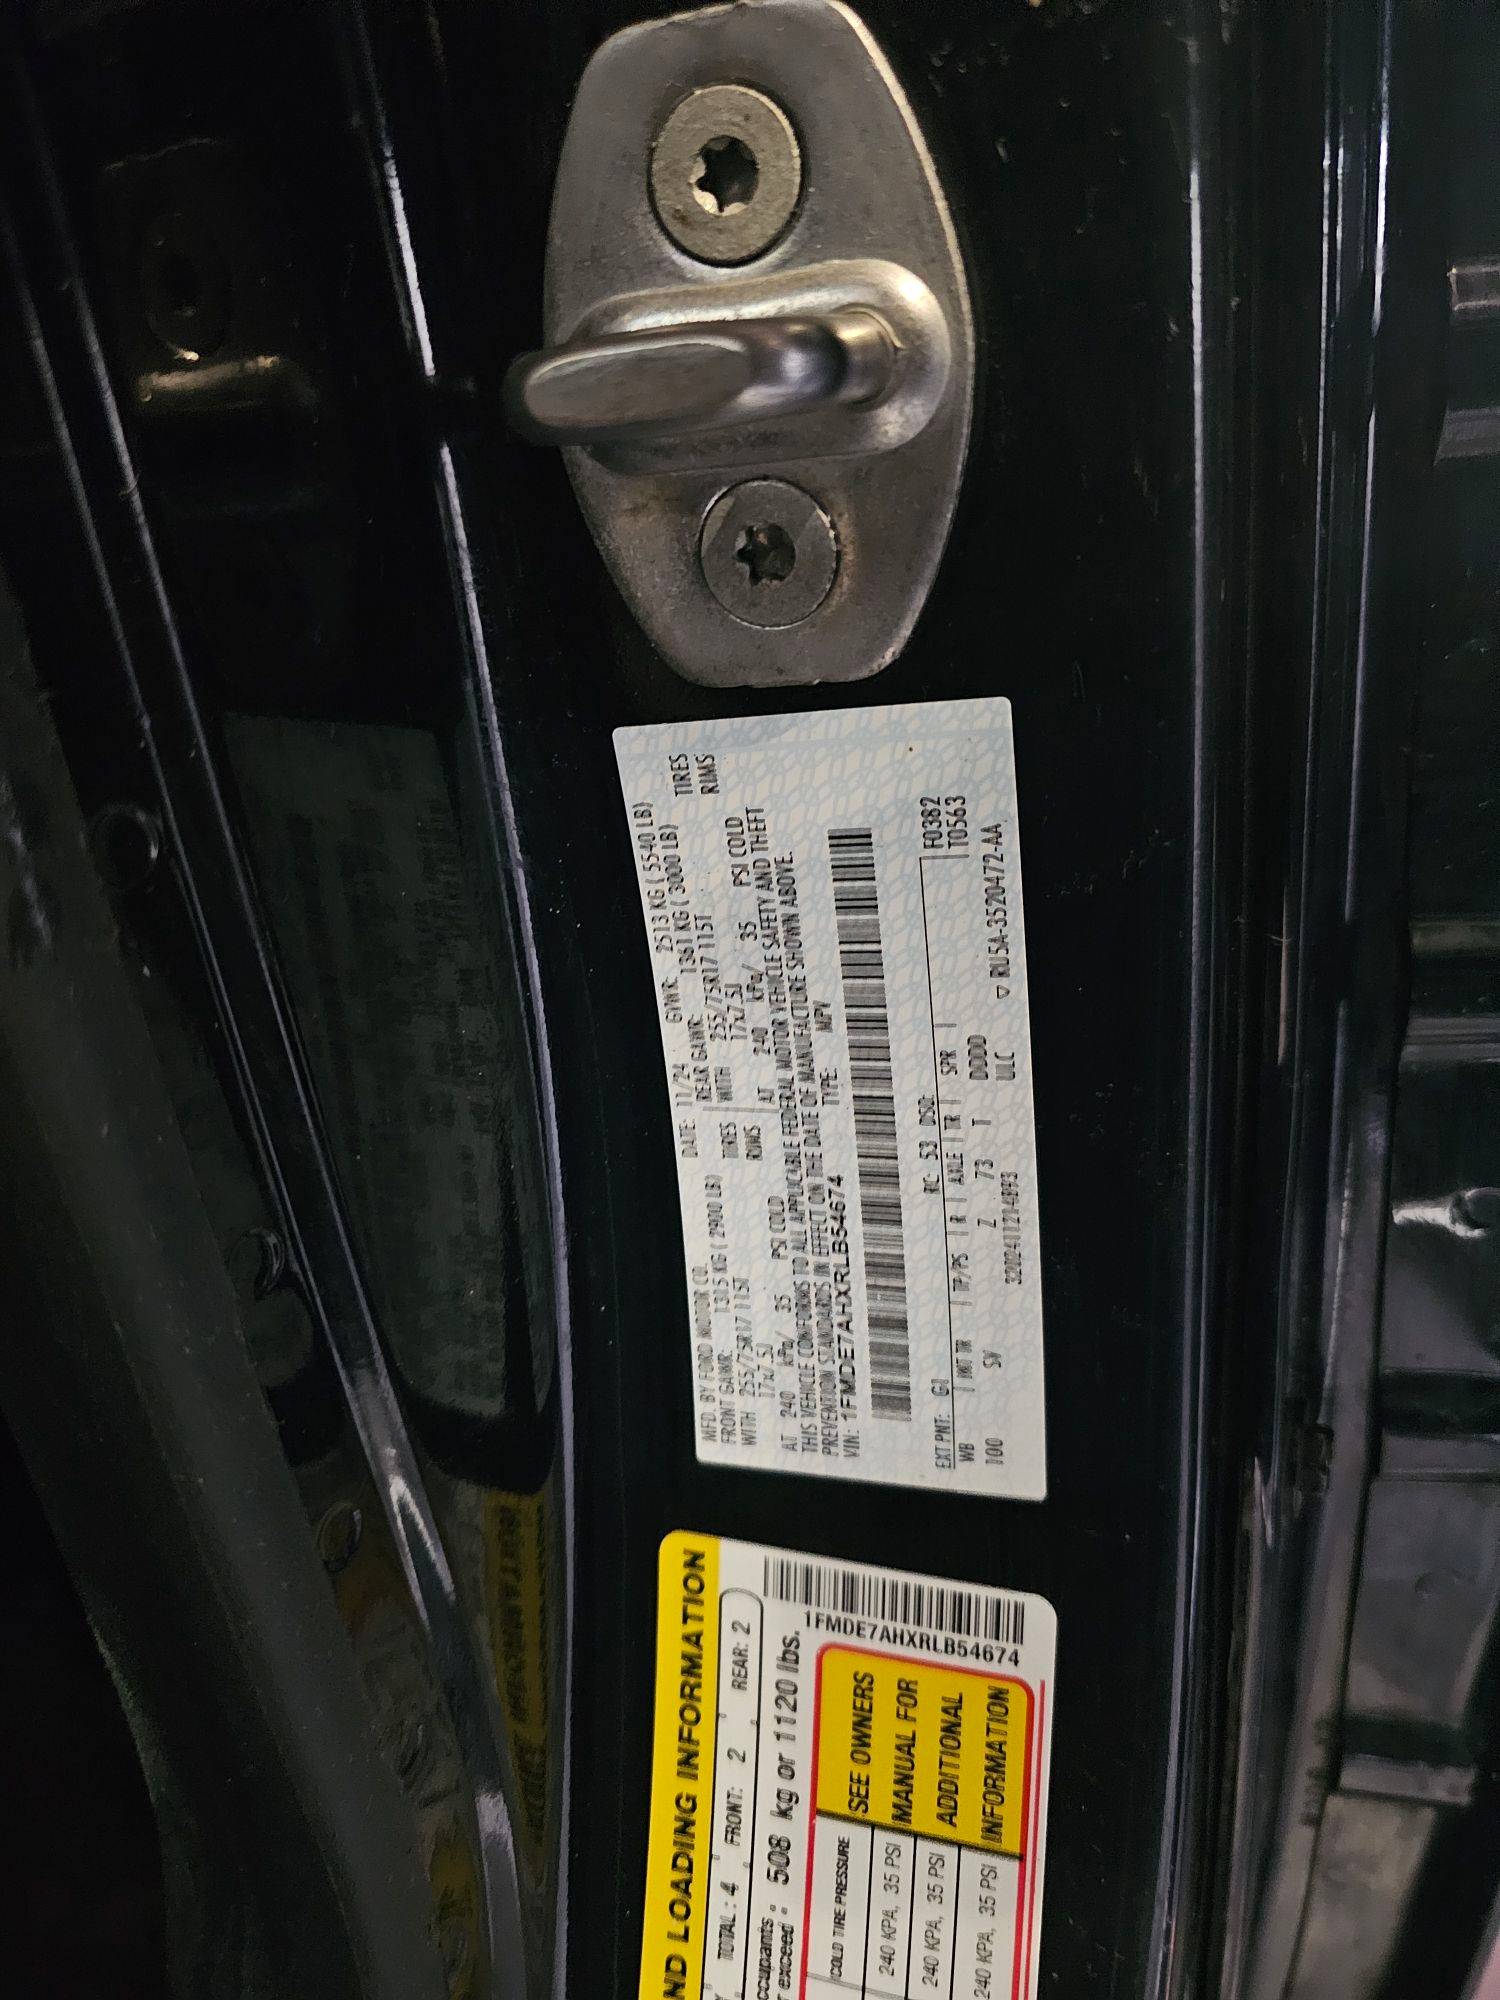 MFD. BY FORD MOTOR CO.
DATE: 11/24 GVWR: 2513 KG ( 5540 LB)
FRONT GAWR: 1315 KG ( 2900 LB) REAR GAWR: 1361 KG ( 3000 LB)
WITH 255/75R17 115T TIRES WITH 255/75R17 115T TIRES
17x7.5J RIMS 17x7.5J RIMS
AT 240 kPa/ 35 PSI COLD AT 240 kPa/ 35 PSI COLD
THIS VEHICLE CONFORMS TO ALL APPLICABLE FEDERAL MOTOR VEHICLE SAFETY AND THEFT
PREVENTION STANDARDS IN EFFECT ON THE DATE OF MANUFACTURE SHOWN ABOVE.
VIN: 1FMDE7AHXRLB54674 TYPE: MPV
F0382
T0563
EXT PNT: G1 RC: 53 DSO:
WB INT TR TP/PS R AXLE TR SPR
100 SV Z 73 T DDDD
ULC
3202411214893 ▽ RU5A-3520472-AA
ND LOADING INFORMATION
TOTAL : 4 FRONT: 2 REAR: 2
ccupants
exceed 508 kg or 1120 lbs.
1FMDE7AHXRLB54674
COLD TIRE PRESSURE
240 KPA, 35 PSI
240 KPA, 35 PSI
240 KPA, 35 PSI
SEE OWNERS
MANUAL FOR
ADDITIONAL
INFORMATION